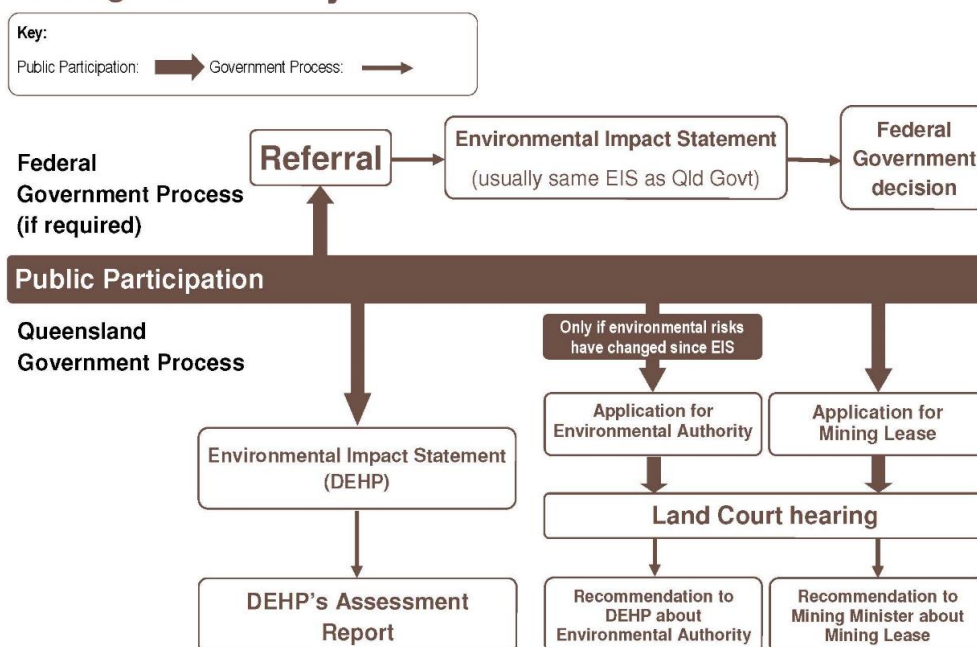 Key:
Public Participation:
Government Process:
Federal
Government Process
(if required)
Referral
Environmental Impact Statement
(usually same EIS as Qld Govt)
Federal
Government
decision
Public Participation
Queensland
Government Process
Only if environmental risks
have changed since EIS
Environmental Impact Statement
(DEHP)
Application for
Environmental Authority
Application for
Mining Lease
Land Court hearing
DEHP's Assessment
Report
Recommendation to
DEHP about
Environmental Authority
Recommendation to
Mining Minister about
Mining Lease